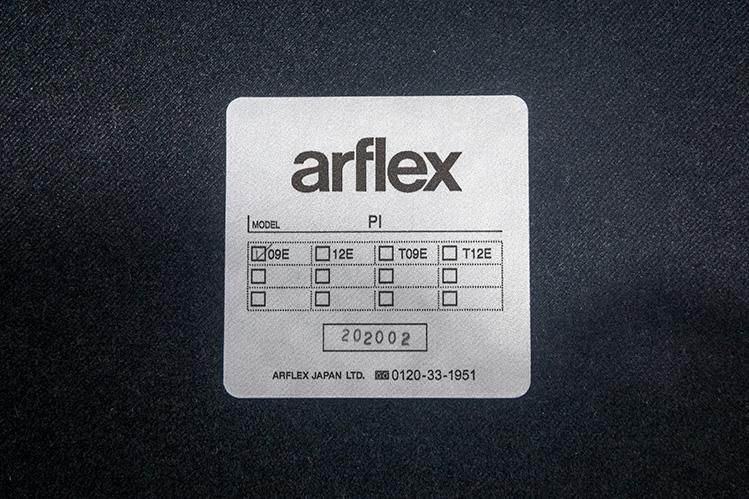 arflex
MODEL PI
09E 12E T09E T12E
202002
ARFLEX JAPAN LTD. 0120-33-1951